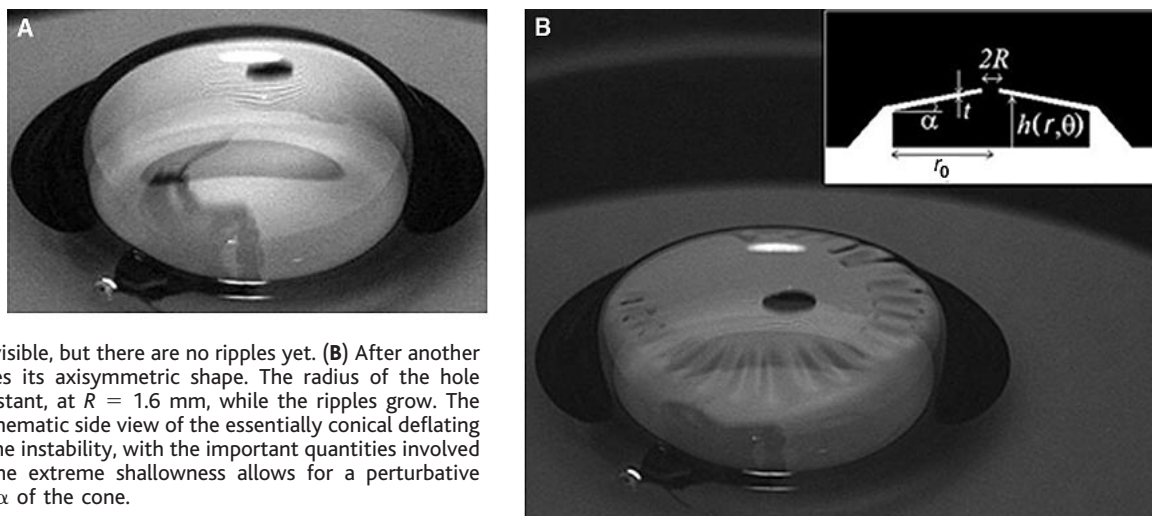 A
B
2R
t
α
h(r,θ)
r₀
visible, but there are no ripples yet. (B) After another
es its axisymmetric shape. The radius of the hole
stant, at R = 1.6 mm, while the ripples grow. The
hematic side view of the essentially conical deflating
he instability, with the important quantities involved
he extreme shallowness allows for a perturbative
α of the cone.